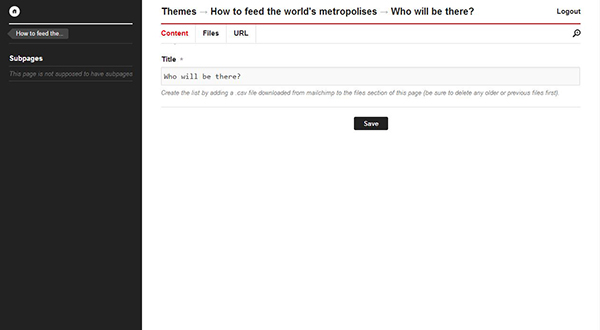 Themes → How to feed the world's metropolises → Who will be there?
Logout
How to feed the..
Content
Files
URL
Subpages
This page is not supposed to have subpages
Title *
Who will be there?
Create the list by adding a .csv file downloaded from mailchimp to the files section of this page (be sure to delete any older or previous files first).
Save